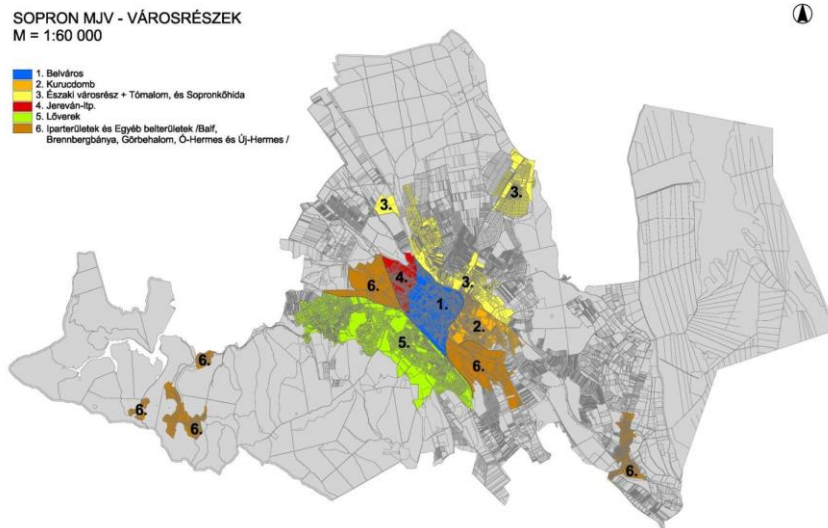 SOPRON MJV - VÁROSRÉSZEK
M = 1:60 000
1. Belváros
2. Kurucdomb
3. Északi városrész + Tómalom, és Sopronkőhida
4. Jereván-ltp.
5. Lőverek
6. Iparterületek és Egyéb belterületek /Balf,
Brennbergbánya, Görbehalom, Ó-Hermes és Új-Hermes /
3.
3.
4.
6.
3.
1.
2.
5.
6.
6.
6.
6.
6.